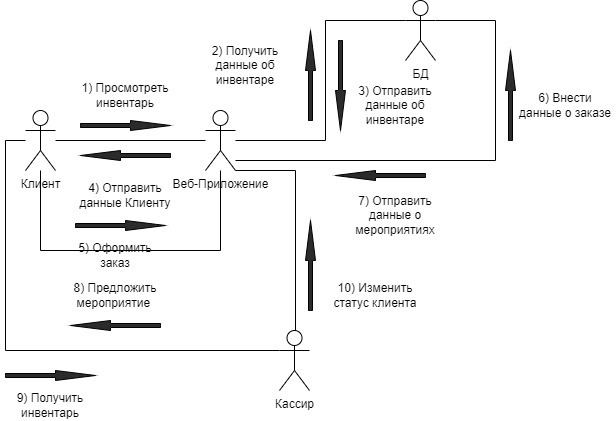 2) Получить
данные об
инвентаре
БД
1) Просмотреть
инвентарь
3) Отправить
данные об
инвентаре
6) Внести
данные о заказе
Клиент
Веб-Приложение
4) Отправить
данные Клиенту
7) Отправить
данные о
мероприятиях
5) Оформить
заказ
8) Предложить
мероприятие
10) Изменить
статус клиента
9) Получить
инвентарь
Кассир